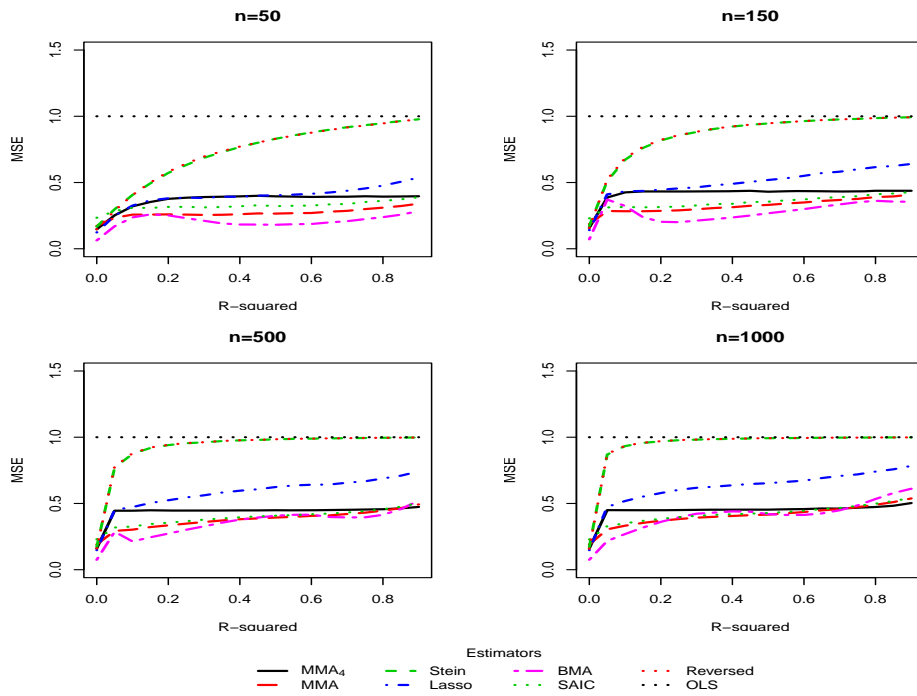 n=50
n=150
MSE
0.0 0.5 1.0 1.5
0.0 0.2 0.4 0.6 0.8
R-squared
MSE
0.0 0.5 1.0 1.5
0.0 0.2 0.4 0.6 0.8
R-squared
n=500
n=1000
MSE
0.0 0.5 1.0 1.5
0.0 0.2 0.4 0.6 0.8
R-squared
MSE
0.0 0.5 1.0 1.5
0.0 0.2 0.4 0.6 0.8
R-squared
Estimators
MMA₄ Stein BMA Reversed
MMA Lasso SAIC OLS